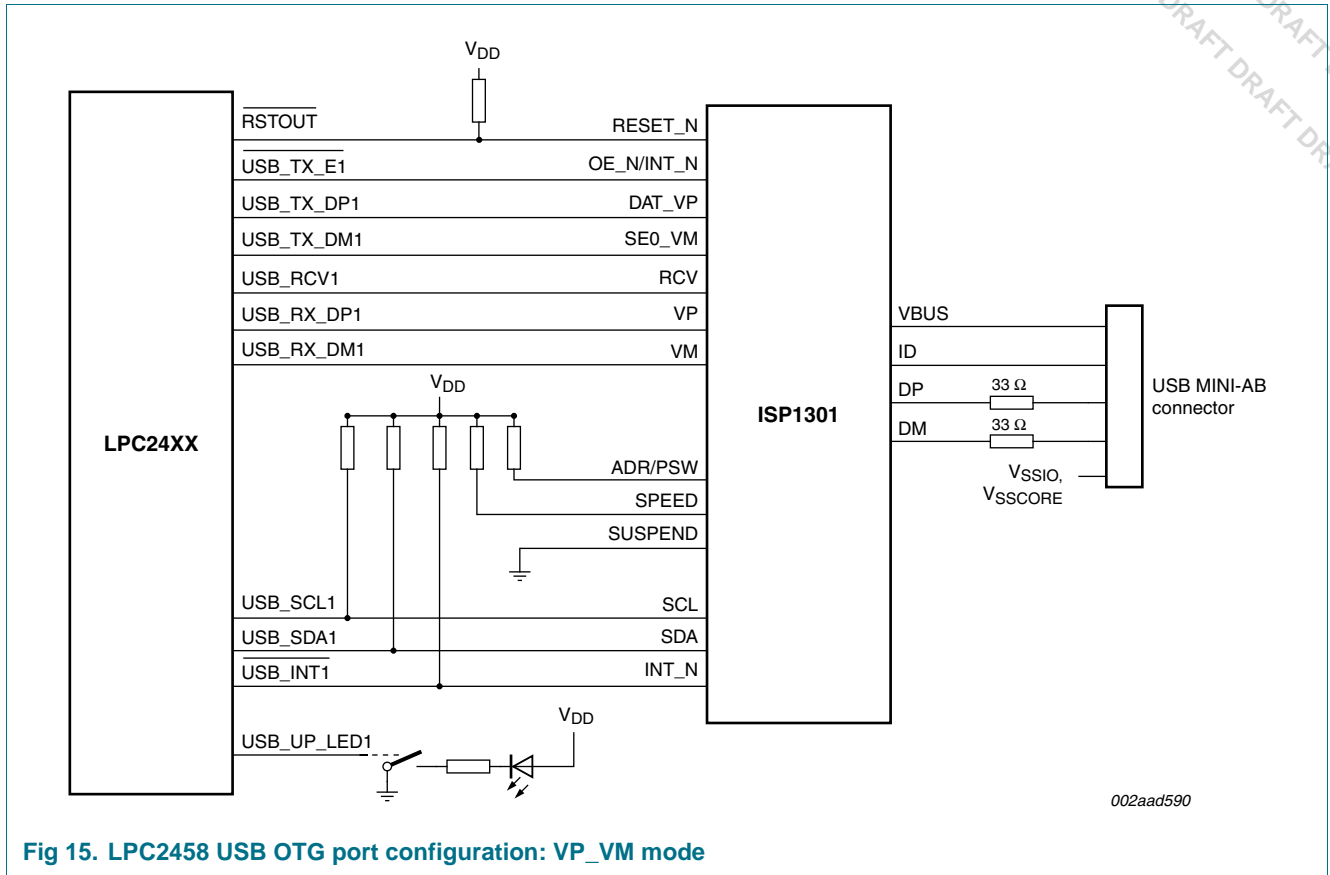 DRAFT DRAFT DRAFT DR
DRAFT
VDD
RSTOUT
RESET_N
USB_TX_E1
OE_N/INT_N
USB_TX_DP1
DAT_VP
USB_TX_DM1
SE0_VM
USB_RCV1
RCV
USB_RX_DP1
VP
USB_RX_DM1
VM
VBUS
ID
DP
33 Ω
DM
33 Ω
USB MINI-AB
connector
VSSIO,
VSSCORE
VDD
LPC24XX
ISP1301
ADR/PSW
SPEED
SUSPEND
USB_SCL1
SCL
USB_SDA1
SDA
USB_INT1
INT_N
USB_UP_LED1
VDD
002aad590
Fig 15. LPC2458 USB OTG port configuration: VP_VM mode